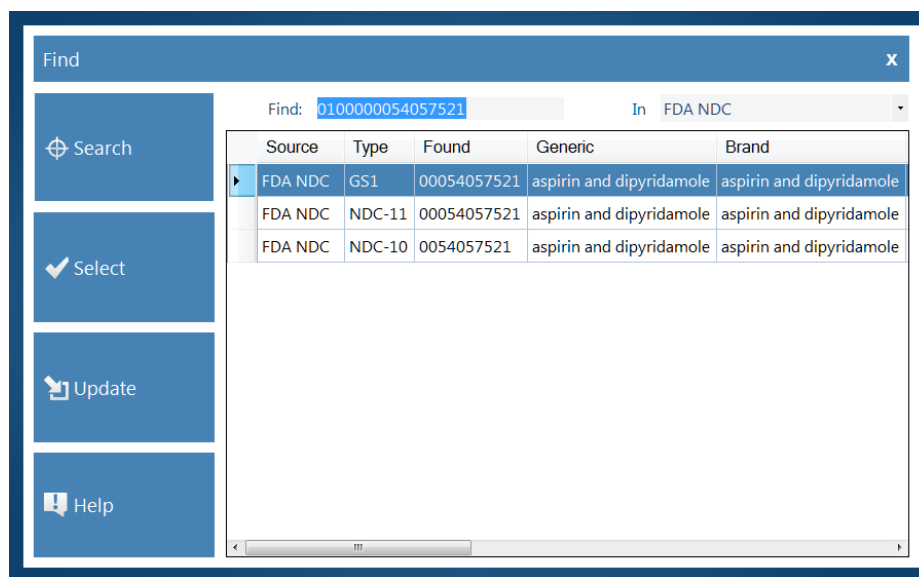 Find x
Find: 0100000054057521 In FDA NDC
Search
Source Type Found Generic Brand
FDA NDC GS1 00054057521 aspirin and dipyridamole aspirin and dipyridamole
FDA NDC NDC-11 00054057521 aspirin and dipyridamole aspirin and dipyridamole
FDA NDC NDC-10 0054057521 aspirin and dipyridamole aspirin and dipyridamole
Select
Update
Help